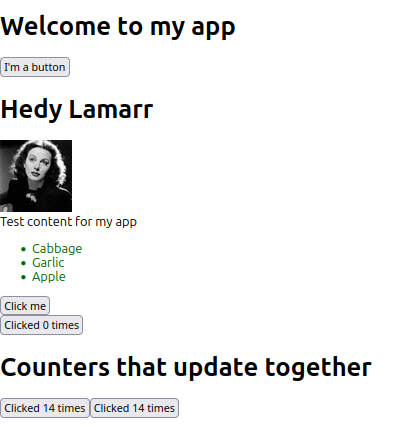 Welcome to my app
I'm a button
Hedy Lamarr
Test content for my app
Cabbage
Garlic
Apple
Click me
Clicked 0 times
Counters that update together
Clicked 14 times Clicked 14 times